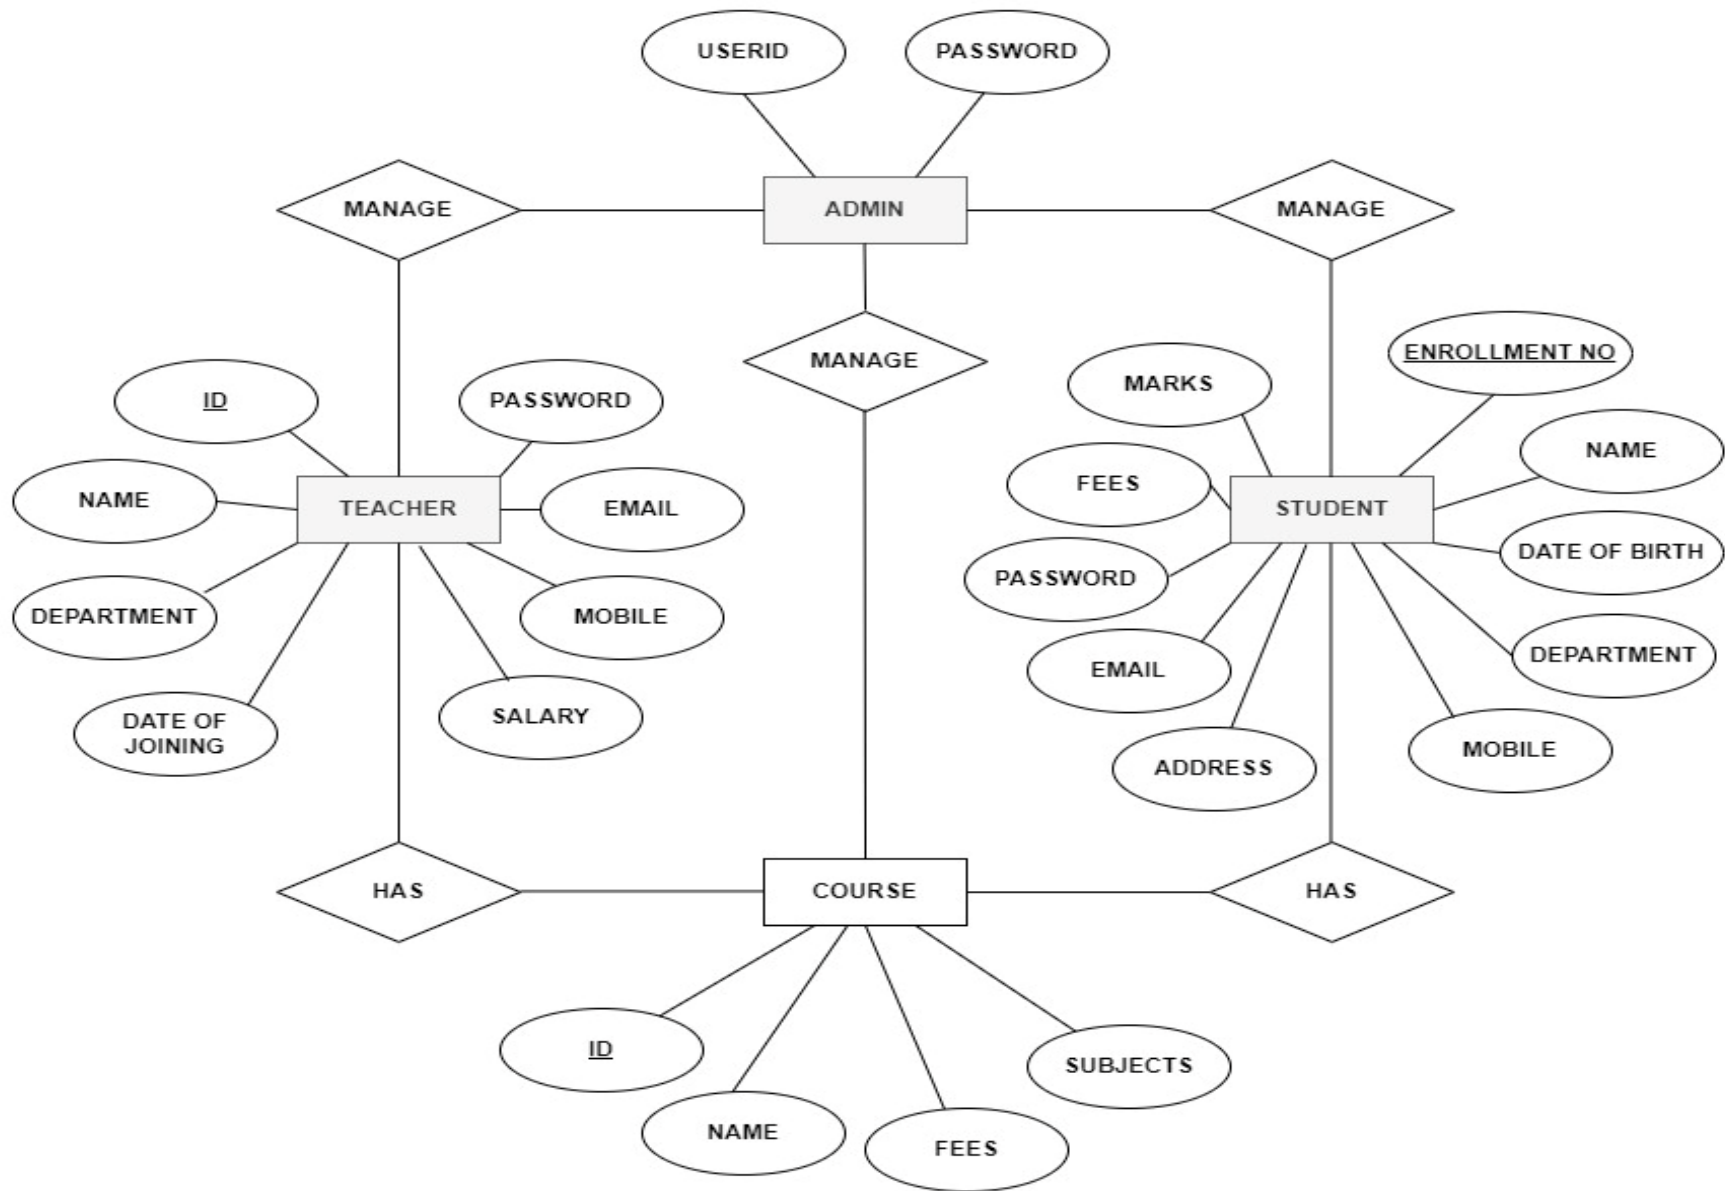 USERID
PASSWORD
MANAGE
ADMIN
MANAGE
MANAGE
ID
PASSWORD
NAME
TEACHER
EMAIL
DEPARTMENT
MOBILE
DATE OF
JOINING
SALARY
MARKS
ENROLLMENT NO
FEES
NAME
STUDENT
PASSWORD
DATE OF BIRTH
EMAIL
DEPARTMENT
ADDRESS
MOBILE
HAS
COURSE
HAS
ID
SUBJECTS
NAME
FEES